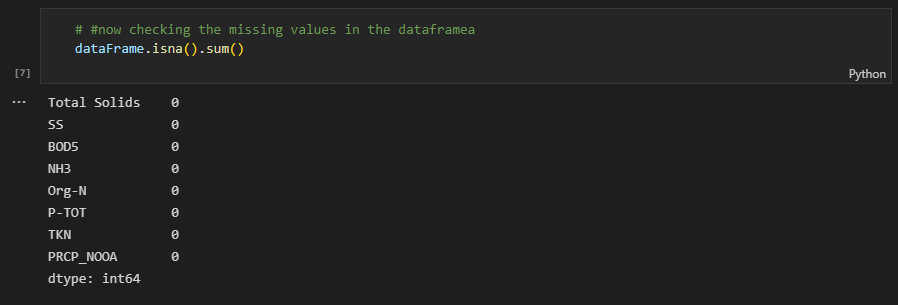 # #now checking the missing values in the dataframea
dataFrame.isna().sum()
[7]
Python
...
Total Solids 0
SS 0
BOD5 0
NH3 0
Org-N 0
P-TOT 0
TKN 0
PRCP_NOOA 0
dtype: int64